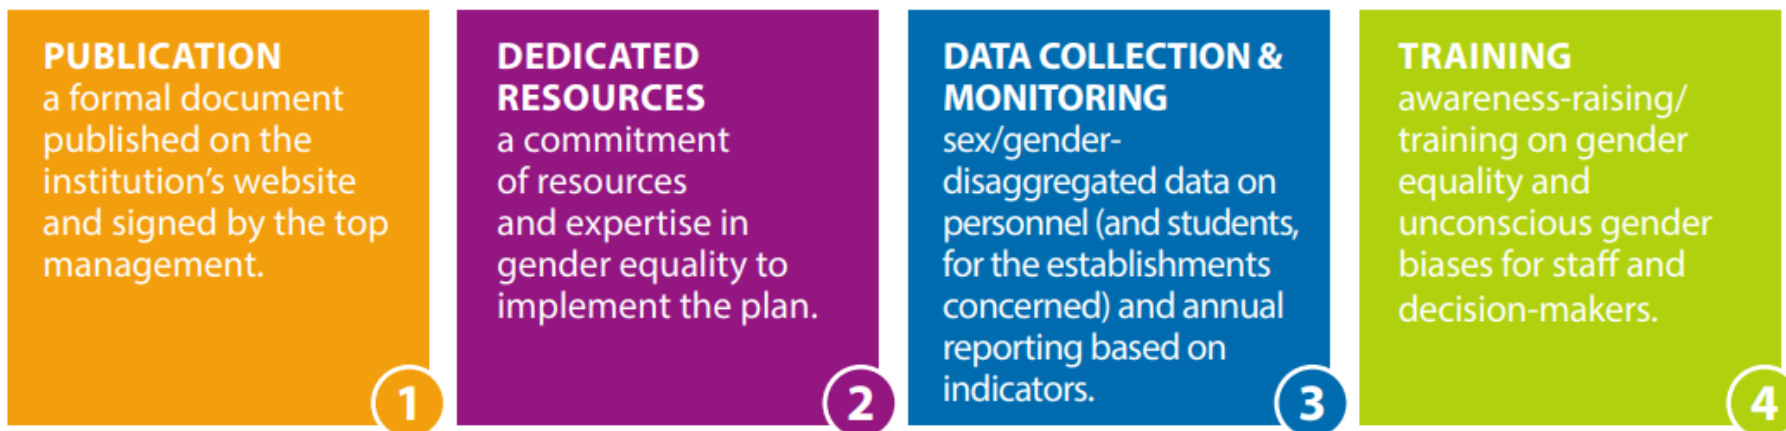 PUBLICATION
a formal document
published on the
institution's website
and signed by the top
management.
1
DEDICATED
RESOURCES
a commitment
of resources
and expertise in
gender equality to
implement the plan.
2
DATA COLLECTION &
MONITORING
sex/gender-
disaggregated data on
personnel (and students,
for the establishments
concerned) and annual
reporting based on
indicators.
3
TRAINING
awareness-raising/
training on gender
equality and
unconscious gender
biases for staff and
decision-makers.
4